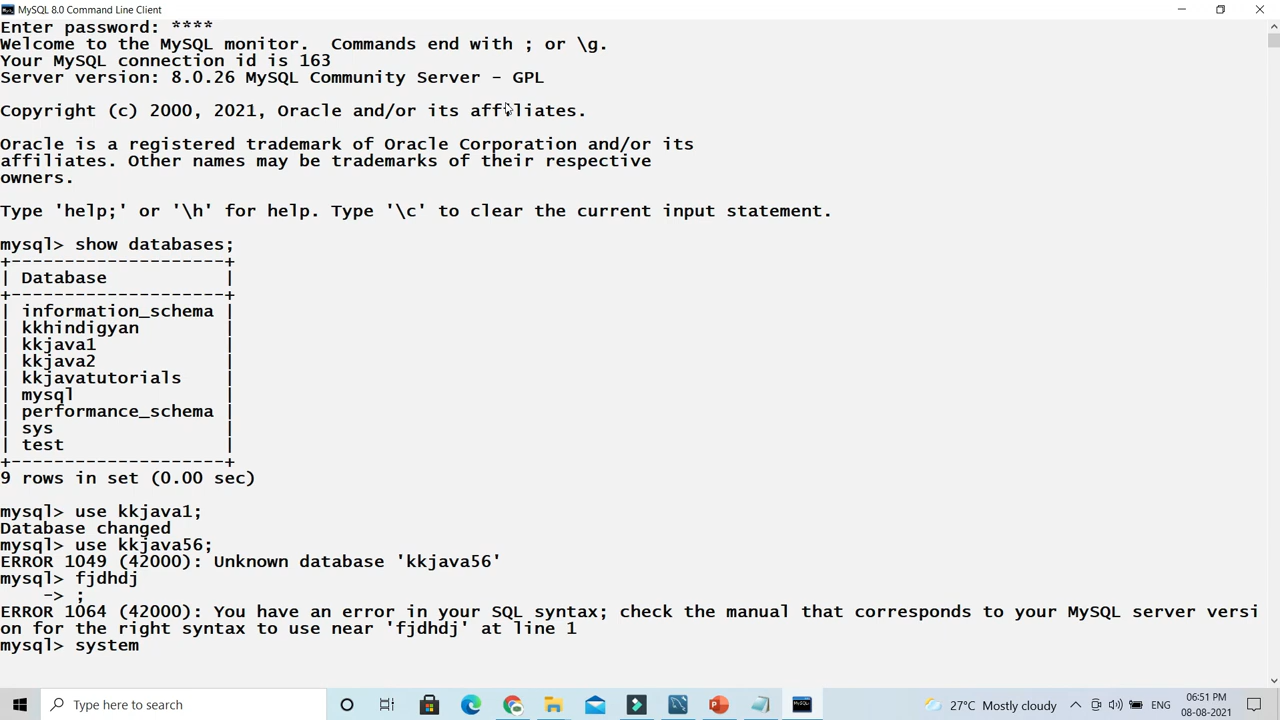 MySQL 8.0 Command Line Client
Enter password: ****
Welcome to the MySQL monitor.  Commands end with ; or \g.
Your MySQL connection id is 163
Server version: 8.0.26 MySQL Community Server - GPL
Copyright (c) 2000, 2021, Oracle and/or its affiliates.
Oracle is a registered trademark of Oracle Corporation and/or its
affiliates. Other names may be trademarks of their respective
owners.
Type 'help;' or '\h' for help. Type '\c' to clear the current input statement.
mysql> show databases;
+--------------------+
| Database           |
+--------------------+
| information_schema |
| kkhindigyan        |
| kkjava1            |
| kkjava2            |
| kkjavatutorials    |
| mysql              |
| performance_schema |
| sys                |
| test               |
+--------------------+
9 rows in set (0.00 sec)
mysql> use kkjava1;
Database changed
mysql> use kkjava56;
ERROR 1049 (42000): Unknown database 'kkjava56'
mysql> fjdhdj
    -> ;
ERROR 1064 (42000): You have an error in your SQL syntax; check the manual that corresponds to your MySQL server versi
on for the right syntax to use near 'fjdhdj' at line 1
mysql> system
Type here to search
27°C Mostly cloudy
ENG
06:51 PM
08-08-2021